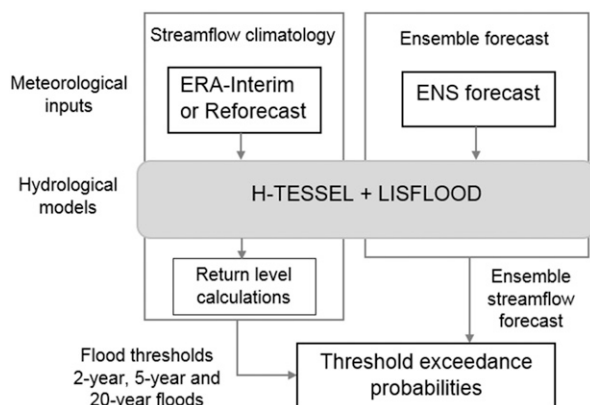 Streamflow climatology
Ensemble forecast
Meteorological
inputs
ERA-Interim
or Reforecast
ENS forecast
Hydrological
models
H-TESSEL + LISFLOOD
Return level
calculations
Ensemble
streamflow
forecast
Flood thresholds
2-year, 5-year and
20-year floods
Threshold exceedance
probabilities